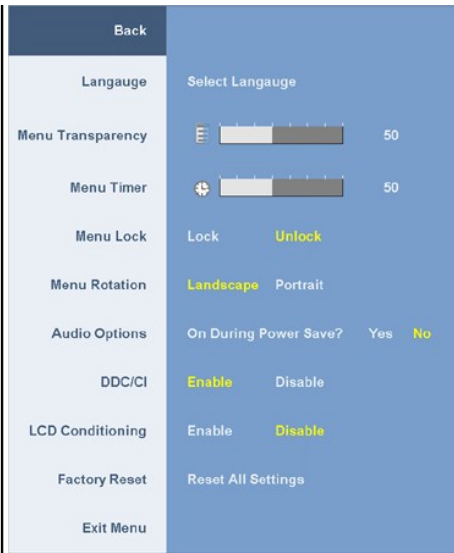 Back
Langauge Select Langauge
Menu Transparency 50
Menu Timer 50
Menu Lock Lock Unlock
Menu Rotation Landscape Portrait
Audio Options On During Power Save? Yes No
DDC/CI Enable Disable
LCD Conditioning Enable Disable
Factory Reset Reset All Settings
Exit Menu